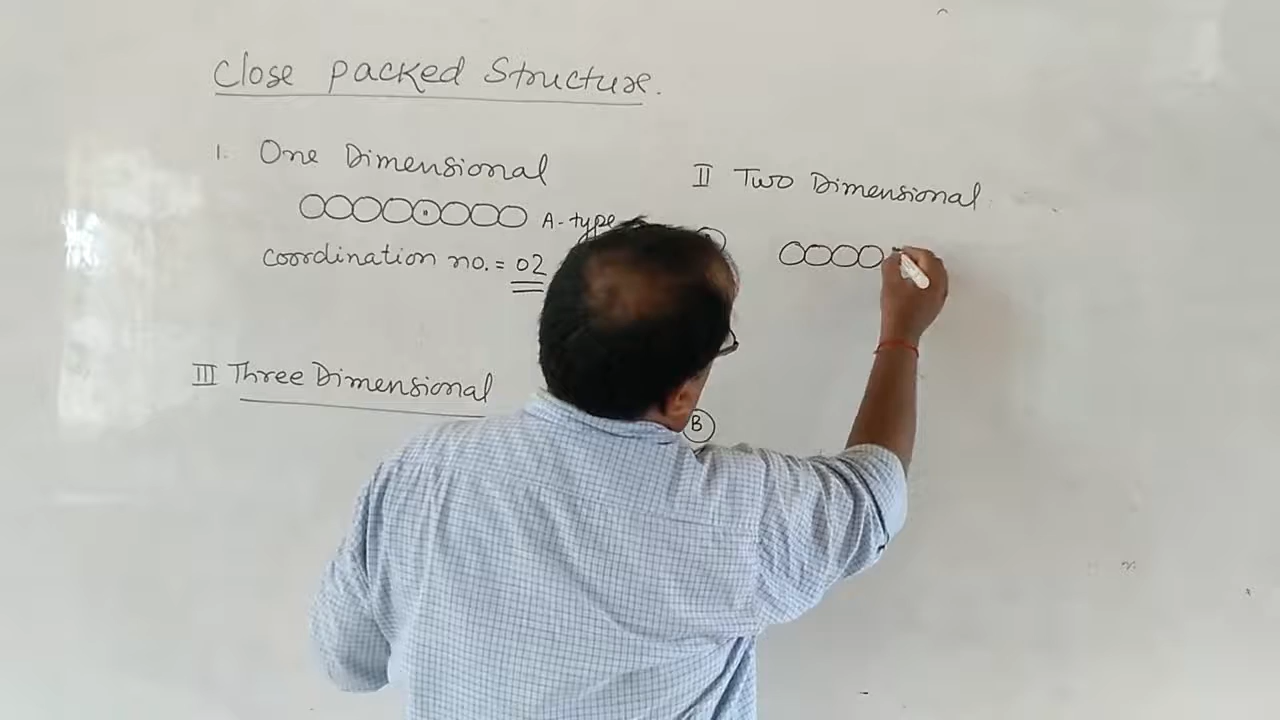 Close packed Structure.
1. One Dimensional
A-type
coordination no. = 02
II Two Dimensional
III Three Dimensional
B